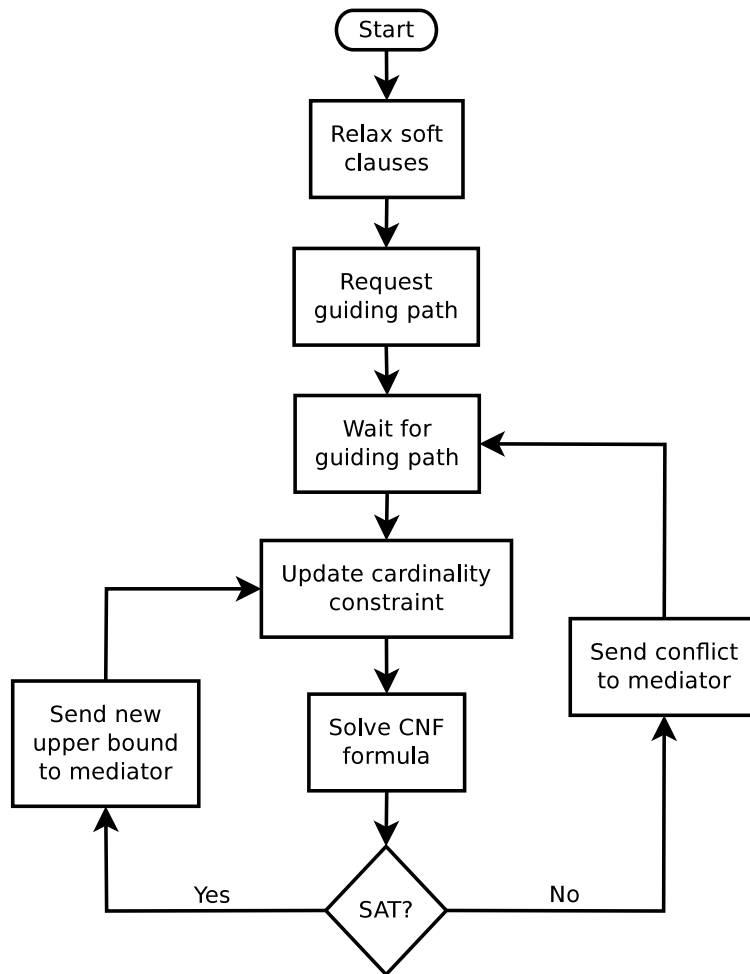 Start
Relax soft
clauses
Request
guiding path
Wait for
guiding path
Update cardinality
constraint
Send conflict
to mediator
Send new
upper bound
to mediator
Solve CNF
formula
Yes
SAT?
No